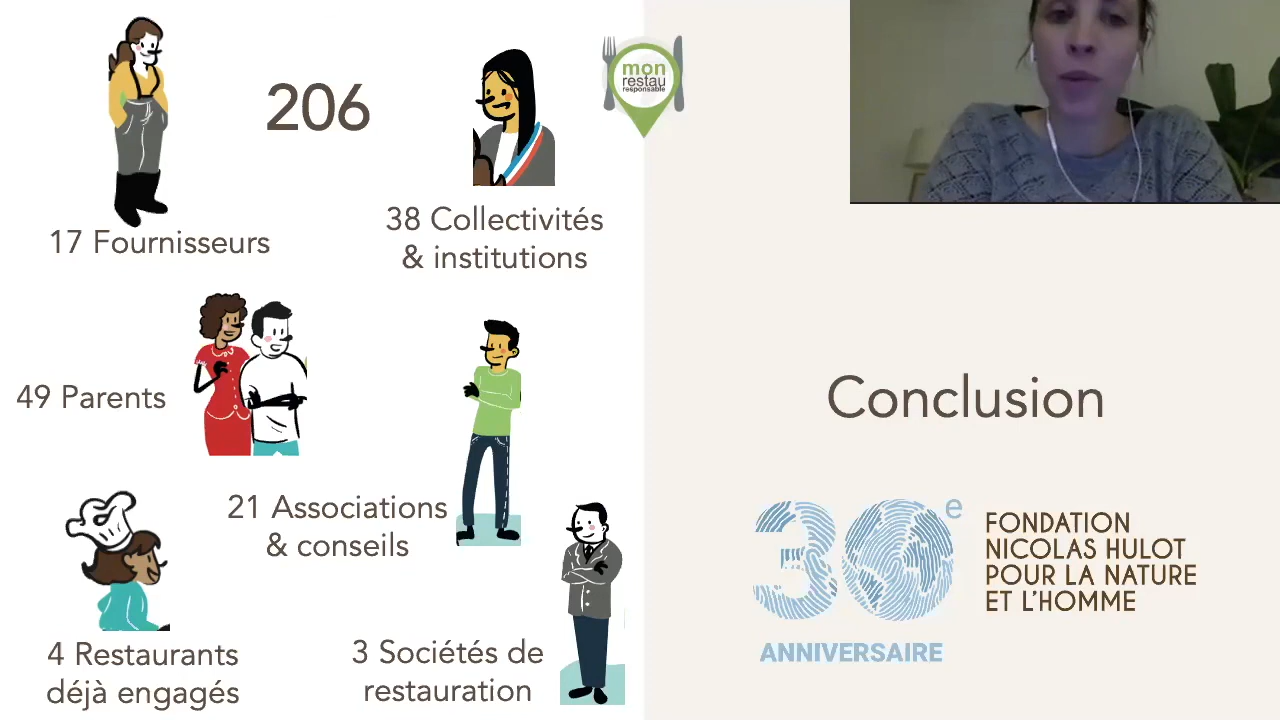 206
mon
restau
responsable
17 Fournisseurs
38 Collectivités
& institutions
49 Parents
21 Associations
& conseils
4 Restaurants
déjà engagés
3 Sociétés de
restauration
Conclusion
30e
ANNIVERSAIRE
FONDATION
NICOLAS HULOT
POUR LA NATURE
ET L'HOMME